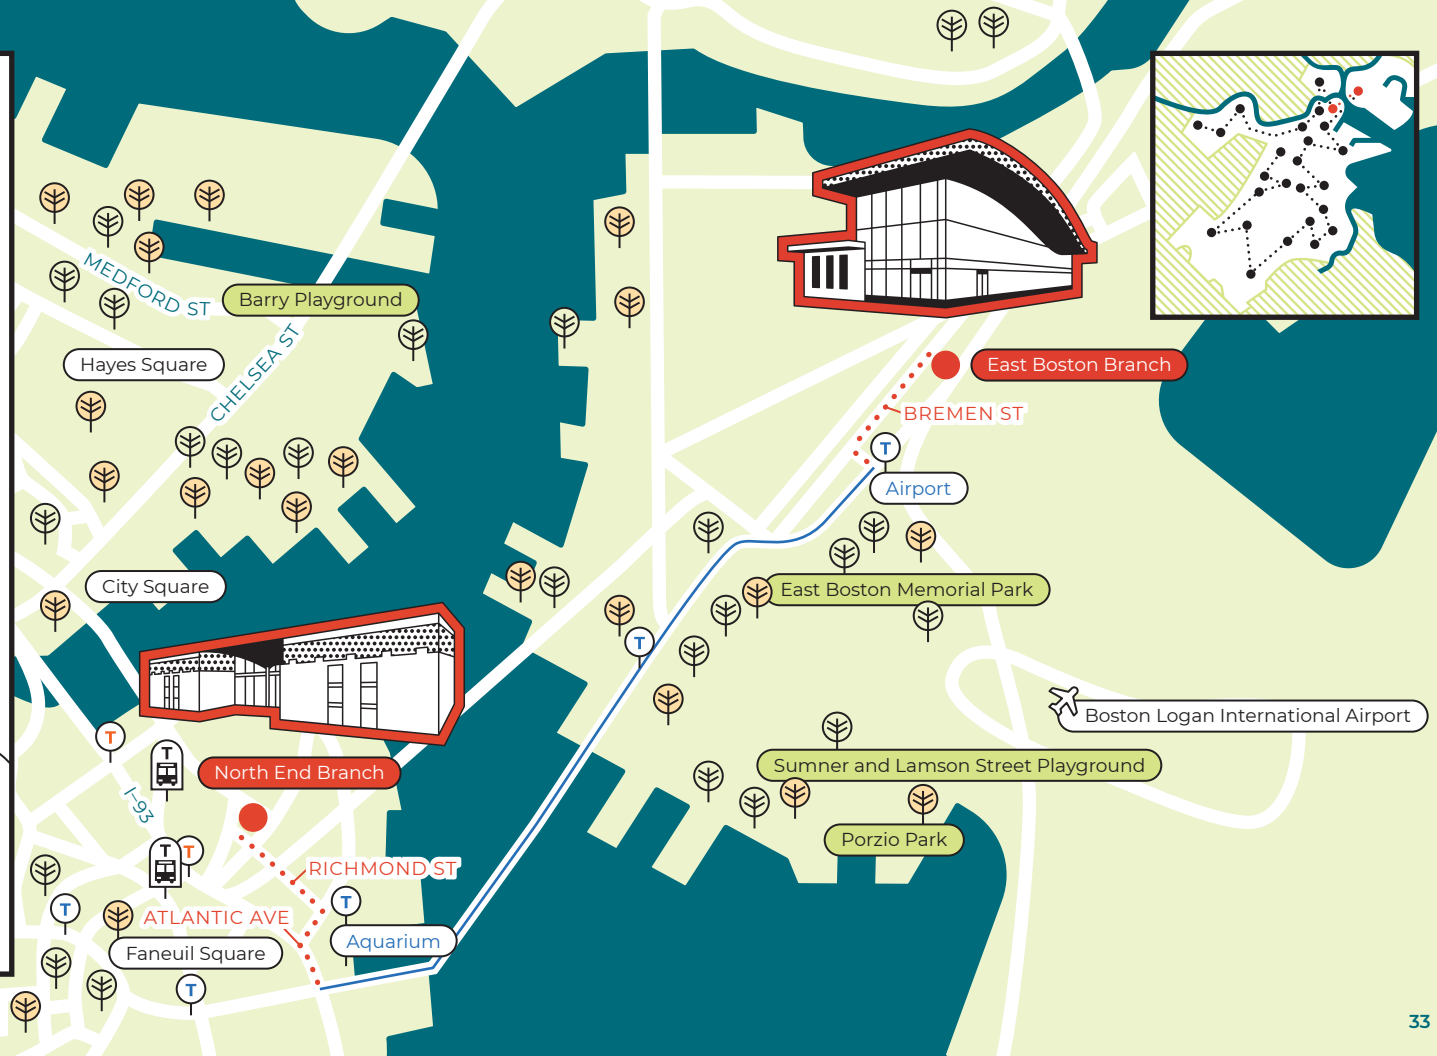 MEDFORD ST
Barry Playground
Hayes Square
CHELSEA ST
East Boston Branch
BREMEN ST
T
Airport
City Square
East Boston Memorial Park
T
Boston Logan International Airport
T
T
North End Branch
Sumner and Lamson Street Playground
I-93
Porzio Park
T
T
RICHMOND ST
T
T
ATLANTIC AVE
Aquarium
Faneuil Square
T
33